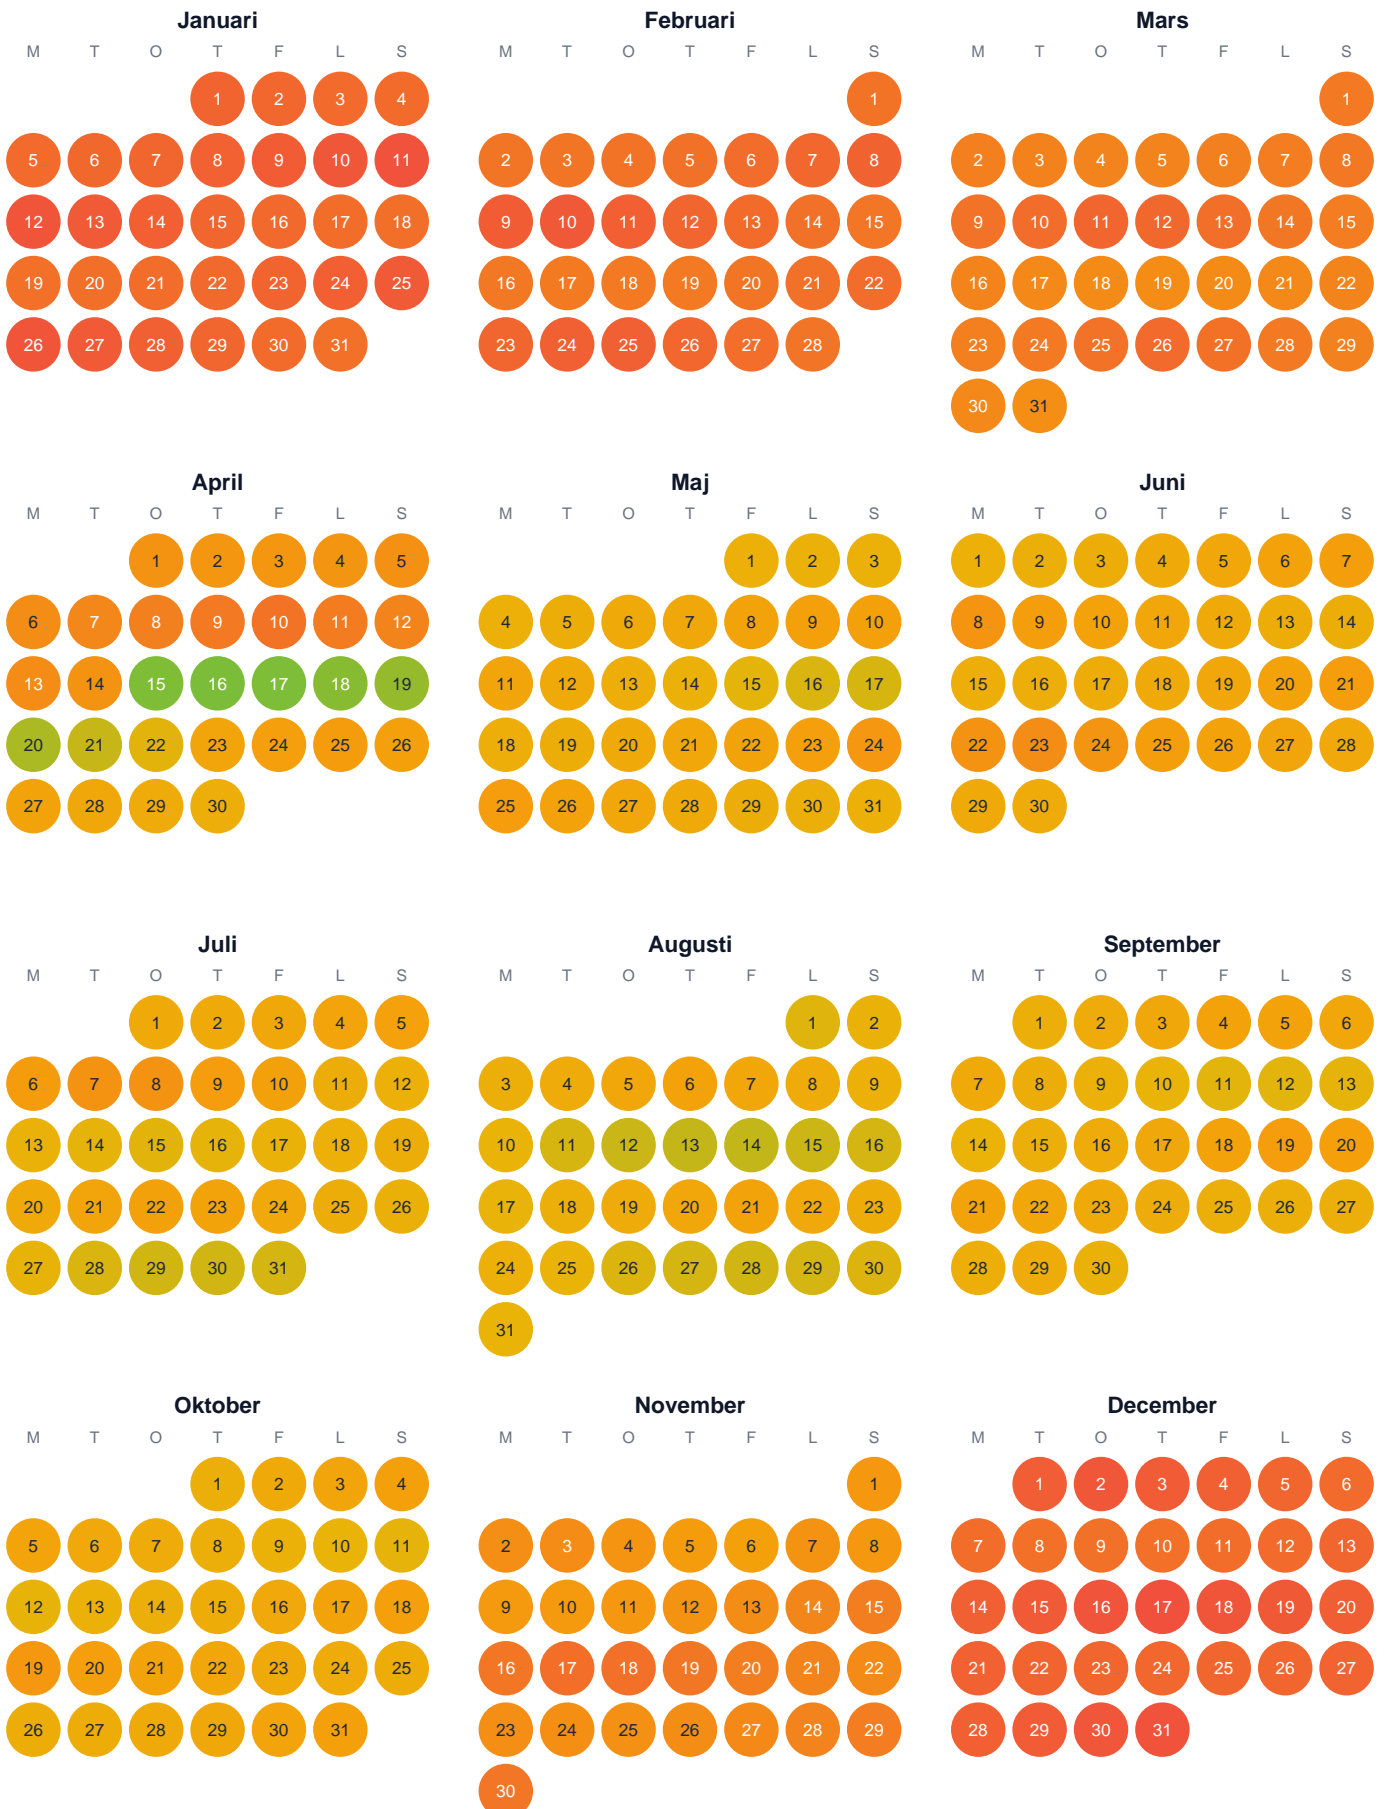 Januari Februari Mars
M T O T F L S M T O T F L S M T O T F L S
1 2 3 4 1 1
5 6 7 8 9 10 11 2 3 4 5 6 7 8 2 3 4 5 6 7 8
12 13 14 15 16 17 18 9 10 11 12 13 14 15 9 10 11 12 13 14 15
19 20 21 22 23 24 25 16 17 18 19 20 21 22 16 17 18 19 20 21 22
26 27 28 29 30 31 23 24 25 26 27 28 23 24 25 26 27 28 29
30 31
April Maj Juni
M T O T F L S M T O T F L S M T O T F L S
1 2 3 4 5 1 2 3 1 2 3 4 5 6 7
6 7 8 9 10 11 12 4 5 6 7 8 9 10 8 9 10 11 12 13 14
13 14 15 16 17 18 19 11 12 13 14 15 16 17 15 16 17 18 19 20 21
20 21 22 23 24 25 26 18 19 20 21 22 23 24 22 23 24 25 26 27 28
27 28 29 30 25 26 27 28 29 30 31 29 30
Juli Augusti September
M T O T F L S M T O T F L S M T O T F L S
1 2 3 4 5 1 2 1 2 3 4 5 6
6 7 8 9 10 11 12 3 4 5 6 7 8 9 7 8 9 10 11 12 13
13 14 15 16 17 18 19 10 11 12 13 14 15 16 14 15 16 17 18 19 20
20 21 22 23 24 25 26 17 18 19 20 21 22 23 21 22 23 24 25 26 27
27 28 29 30 31 24 25 26 27 28 29 30 28 29 30
31
Oktober November December
M T O T F L S M T O T F L S M T O T F L S
1 2 3 4 1 1 2 3 4 5 6
5 6 7 8 9 10 11 2 3 4 5 6 7 8 7 8 9 10 11 12 13
12 13 14 15 16 17 18 9 10 11 12 13 14 15 14 15 16 17 18 19 20
19 20 21 22 23 24 25 16 17 18 19 20 21 22 21 22 23 24 25 26 27
26 27 28 29 30 31 23 24 25 26 27 28 29 28 29 30 31
30